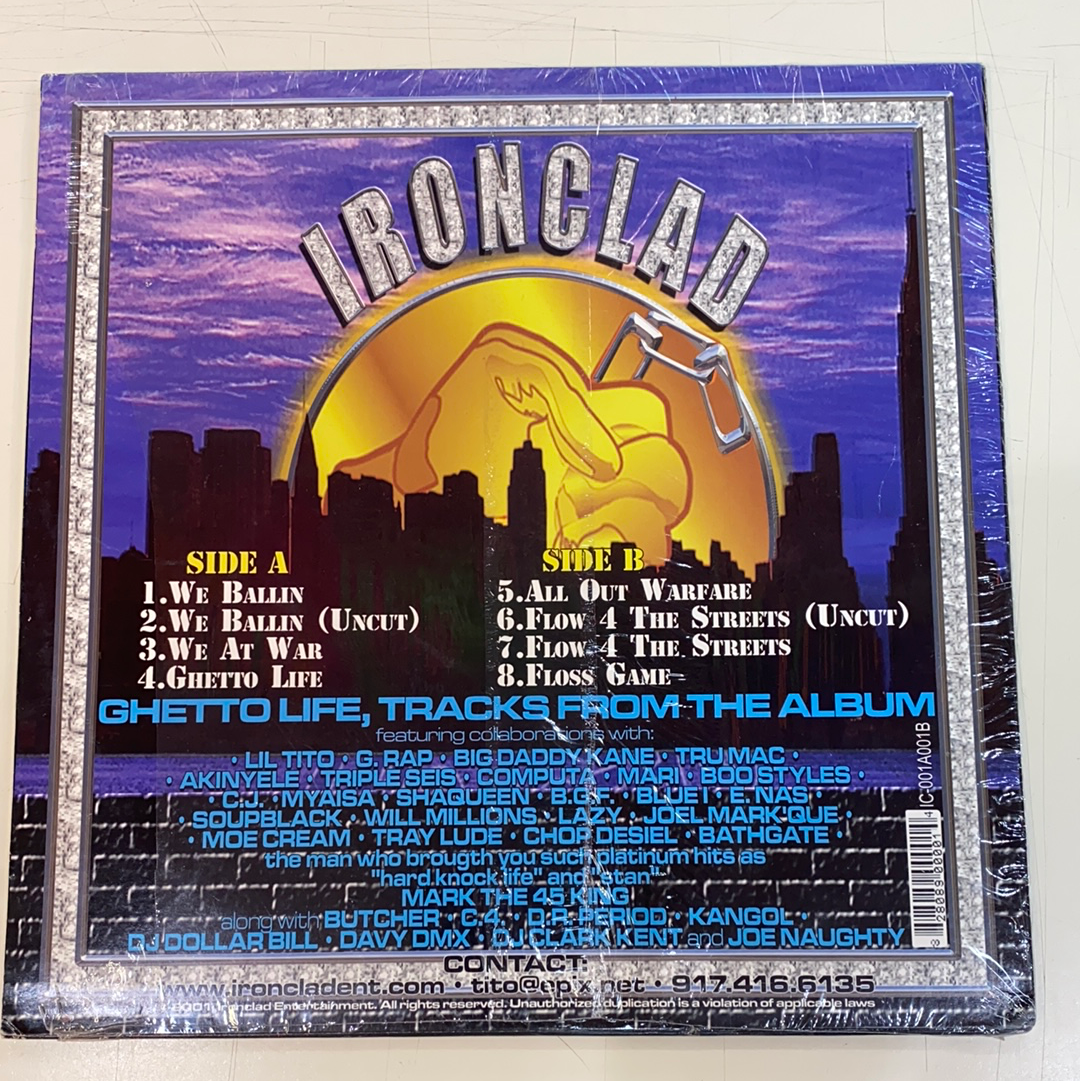 IRONCLAD
SIDE A
1.We Ballin
2.We Ballin (Uncut)
3.We At War
4.Ghetto Life
SIDE B
5.All Out Warfare
6.Flow 4 The Streets (Uncut)
7.Flow 4 The Streets
8.Floss Game
GHETTO LIFE, TRACKS FROM THE ALBUM
featuring collaborations with:
• LIL TITO • G. RAP • BIG DADDY KANE • TRU MAC •
• AKINYELE • TRIPLE SEIS • COMPUTA • MARI • BOO STYLES •
• C.J. • MYAISA • SHAQUEEN • B.O.F. • BLUE I • E. NAS •
• SOUPBLACK • WILL MILLIONS • LAZY • JOEL MARK-QUE •
• MOE CREAM • TRAY LUDE • CHOP DESIEL • BATHGATE •
the man who brougth you such platinum hits as
"hard knock life" and "stan"
MARK THE 45 KING
along with BUTCHER • C.4. • D.R. PERIOD • KANGOL •
DJ DOLLAR BILL • DAVY DMX • DJ CLARK KENT and JOE NAUGHTY
IC-001A001B
CONTACT:
www.ironcladent.com • tito@epix.net • 917.416.6135
2001 Ironclad Entertainment. All rights reserved. Unauthorized duplication is a violation of applicable laws